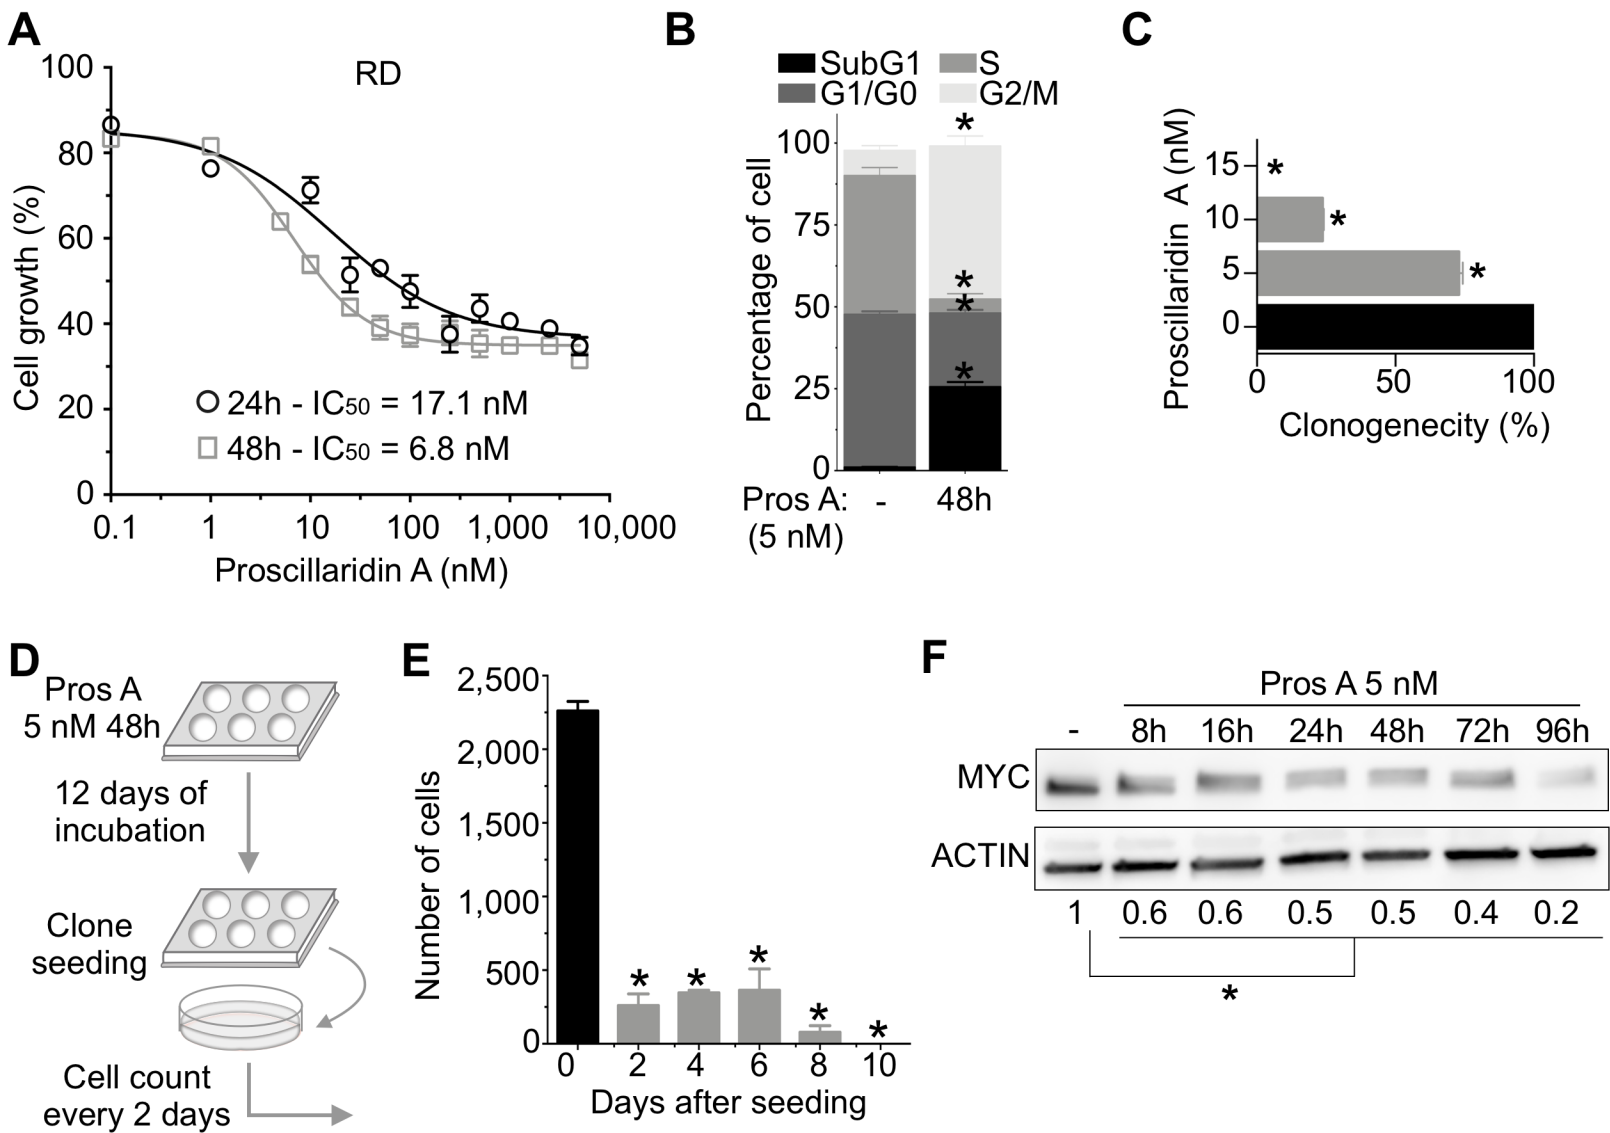 A
RD
100
80
60
40
20
0
Cell growth (%)
24h - IC50 = 17.1 nM
48h - IC50 = 6.8 nM
0.1 1 10 100 1,000 10,000
Proscillaridin A (nM)
B
SubG1 S
G1/G0 G2/M
100
75
50
25
0
Percentage of cell
*
*
*
*
Pros A: - 48h
(5 nM)
C
Proscillaridin A (nM)
15 *
10 *
5 *
0
0 50 100
Clonogenecity (%)
D
Pros A
5 nM 48h
12 days of
incubation
Clone
seeding
Cell count
every 2 days
E
2,500
2,000
1,500
1,000
500
0
Number of cells
* * * * *
0 2 4 6 8 10
Days after seeding
F
Pros A 5 nM
- 8h 16h 24h 48h 72h 96h
MYC
ACTIN
1 0.6 0.6 0.5 0.5 0.4 0.2
*